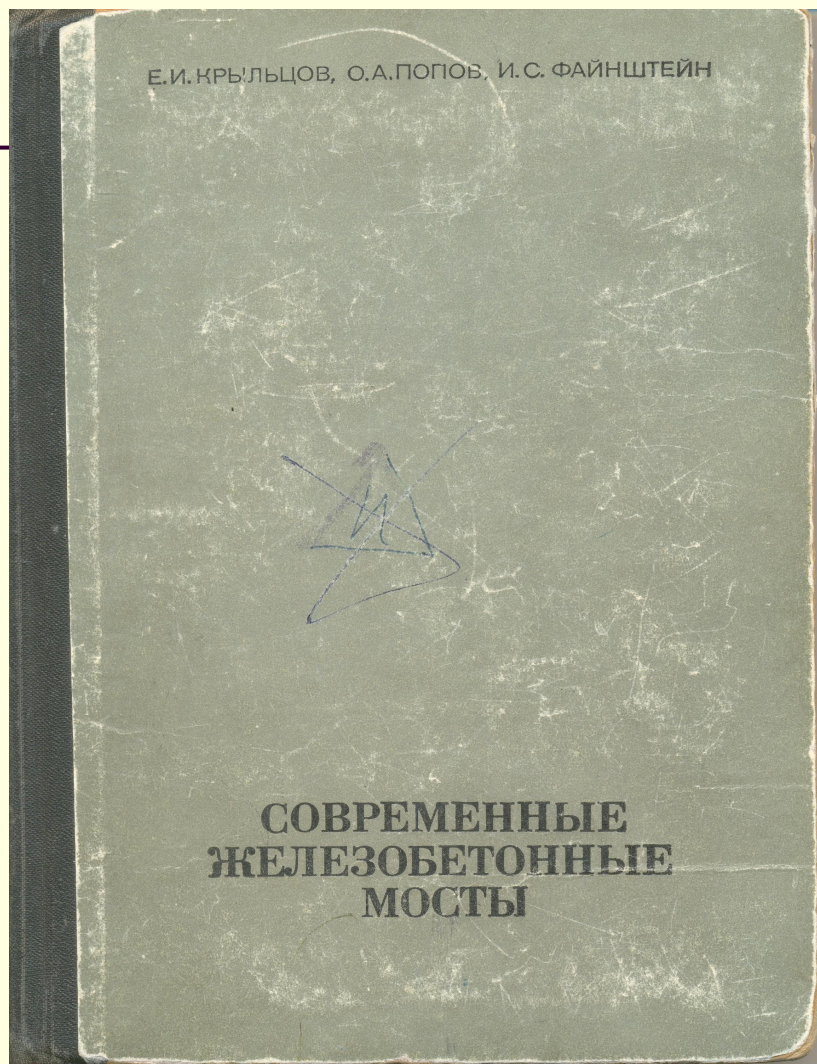 Е.И. КРЫЛЬЦОВ, О.А. ПОПОВ, И.С. ФАЙНШТЕЙН
И
СОВРЕМЕННЫЕ
ЖЕЛЕЗОБЕТОННЫЕ
МОСТЫ